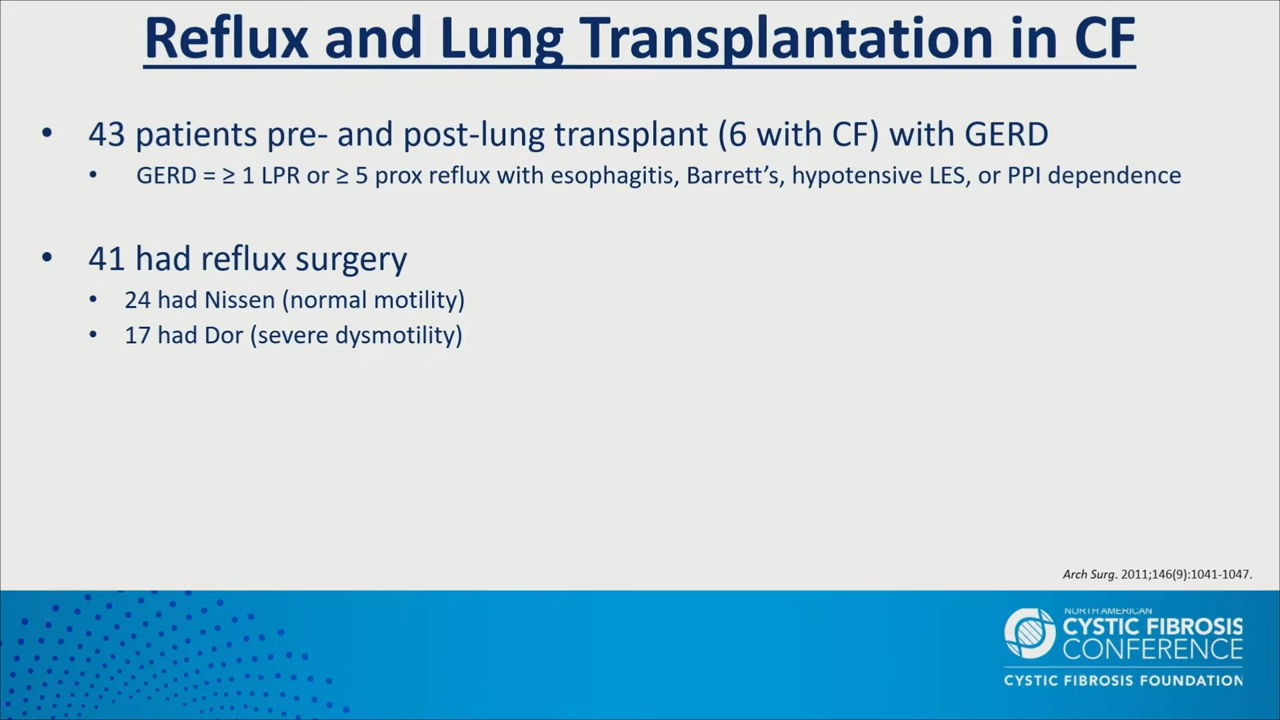 Reflux and Lung Transplantation in CF
• 43 patients pre- and post-lung transplant (6 with CF) with GERD
• GERD = ≥ 1 LPR or ≥ 5 prox reflux with esophagitis, Barrett’s, hypotensive LES, or PPI dependence
• 41 had reflux surgery
• 24 had Nissen (normal motility)
• 17 had Dor (severe dysmotility)
Arch Surg. 2011;146(9):1041-1047.
NORTH AMERICAN
CYSTIC FIBROSIS
CONFERENCE
CYSTIC FIBROSIS FOUNDATION